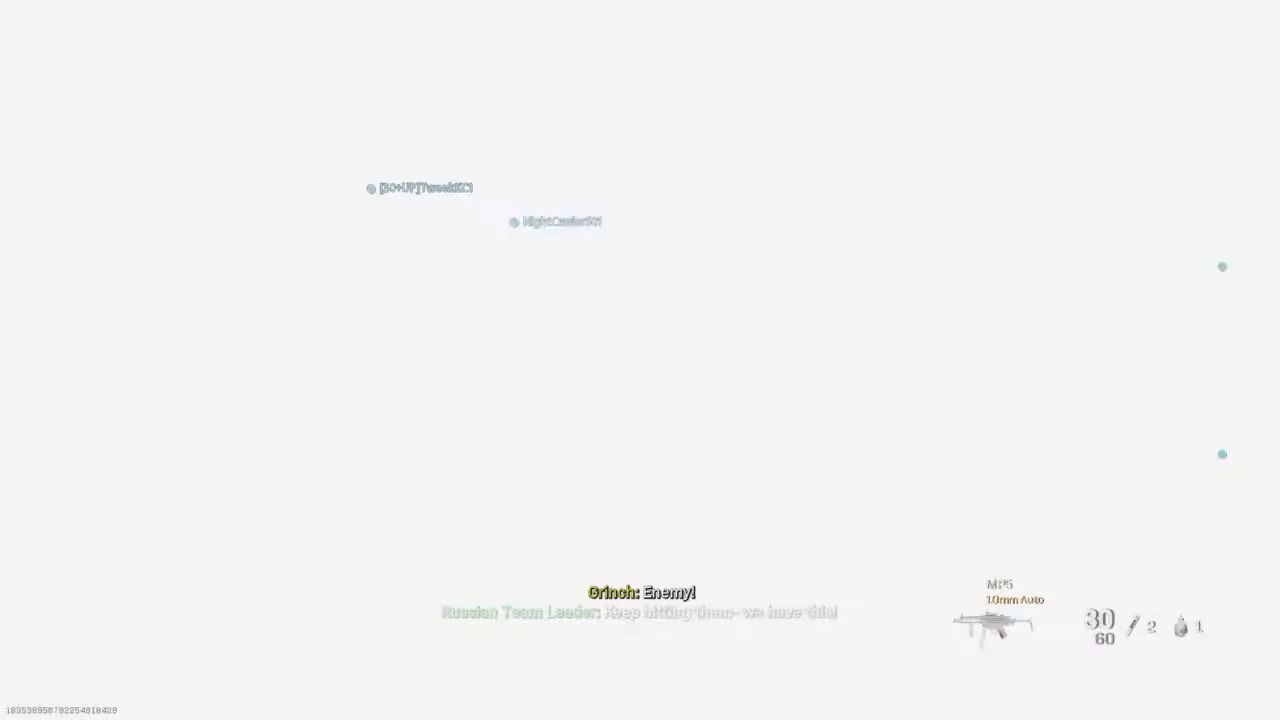 [30+UP]TweekKC1
Grinch: Enemy!
Russian Team Leader: Keep hitting them- we have this!
MP5
10mm Auto
30
60
2
1